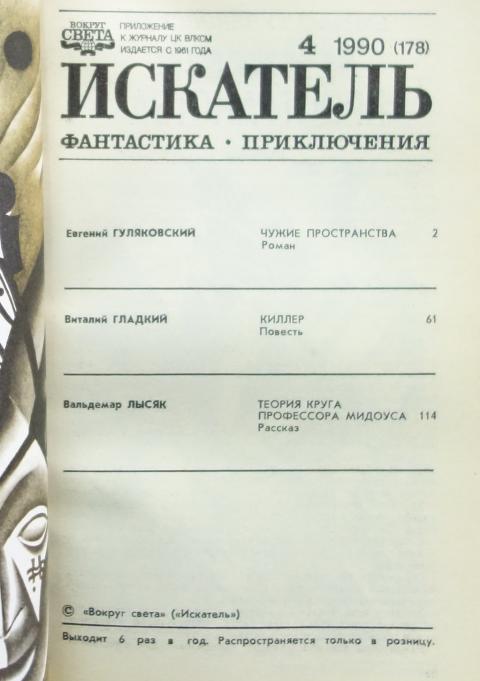 ВОКРУГ
СВЕТА
ПРИЛОЖЕНИЕ
К ЖУРНАЛУ ЦК ВЛКСМ
ИЗДАЕТСЯ С 1961 ГОДА
4 1990 (178)
ИСКАТЕЛЬ
ФАНТАСТИКА · ПРИКЛЮЧЕНИЯ
Евгений ГУЛЯКОВСКИЙ ЧУЖИЕ ПРОСТРАНСТВА 2
Роман
Виталий ГЛАДКИЙ КИЛЛЕР 61
Повесть
Вальдемар ЛЫСЯК ТЕОРИЯ КРУГА
ПРОФЕССОРА МИДОУСА 114
Рассказ
© «Вокруг света» («Искатель»)
Выходит 6 раз в год. Распространяется только в розницу.